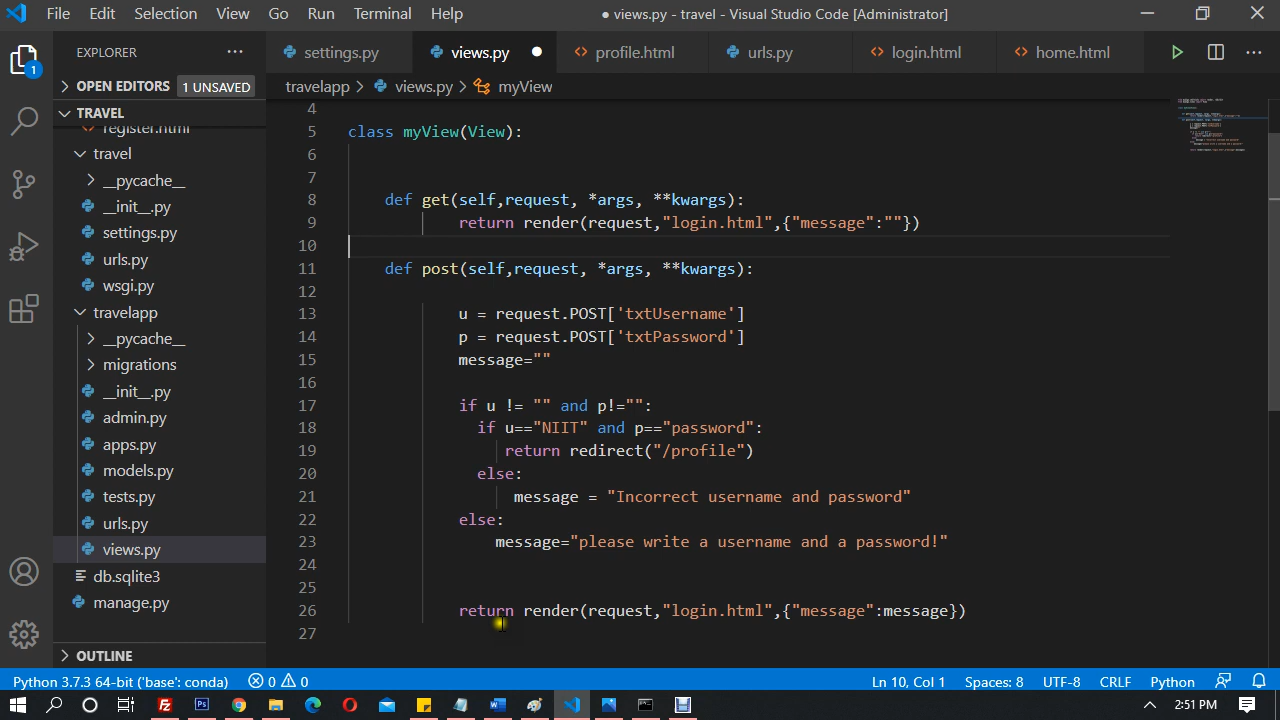 File Edit Selection View Go Run Terminal Help ● views.py - travel - Visual Studio Code [Administrator]
EXPLORER ···
settings.py views.py ● profile.html urls.py login.html home.html ···
OPEN EDITORS 1 UNSAVED
travelapp > views.py > myView
TRAVEL
register.html
travel
__pycache__
__init__.py
settings.py
urls.py
wsgi.py
travelapp
__pycache__
migrations
__init__.py
admin.py
apps.py
models.py
tests.py
urls.py
views.py
db.sqlite3
manage.py
OUTLINE
1
4
5 class myView(View):
6
7
8 def get(self,request, *args, **kwargs):
9 return render(request,"login.html",{"message":""})
10
11 def post(self,request, *args, **kwargs):
12
13 u = request.POST['txtUsername']
14 p = request.POST['txtPassword']
15 message=""
16
17 if u != "" and p!="":
18 if u=="NIIT" and p=="password":
19 return redirect("/profile")
20 else:
21 message = "Incorrect username and password"
22 else:
23 message="please write a username and a password!"
24
25
26 return render(request,"login.html",{"message":message})
27
Python 3.7.3 64-bit ('base': conda) 0 0 Ln 10, Col 1 Spaces: 8 UTF-8 CRLF Python
2:51 PM